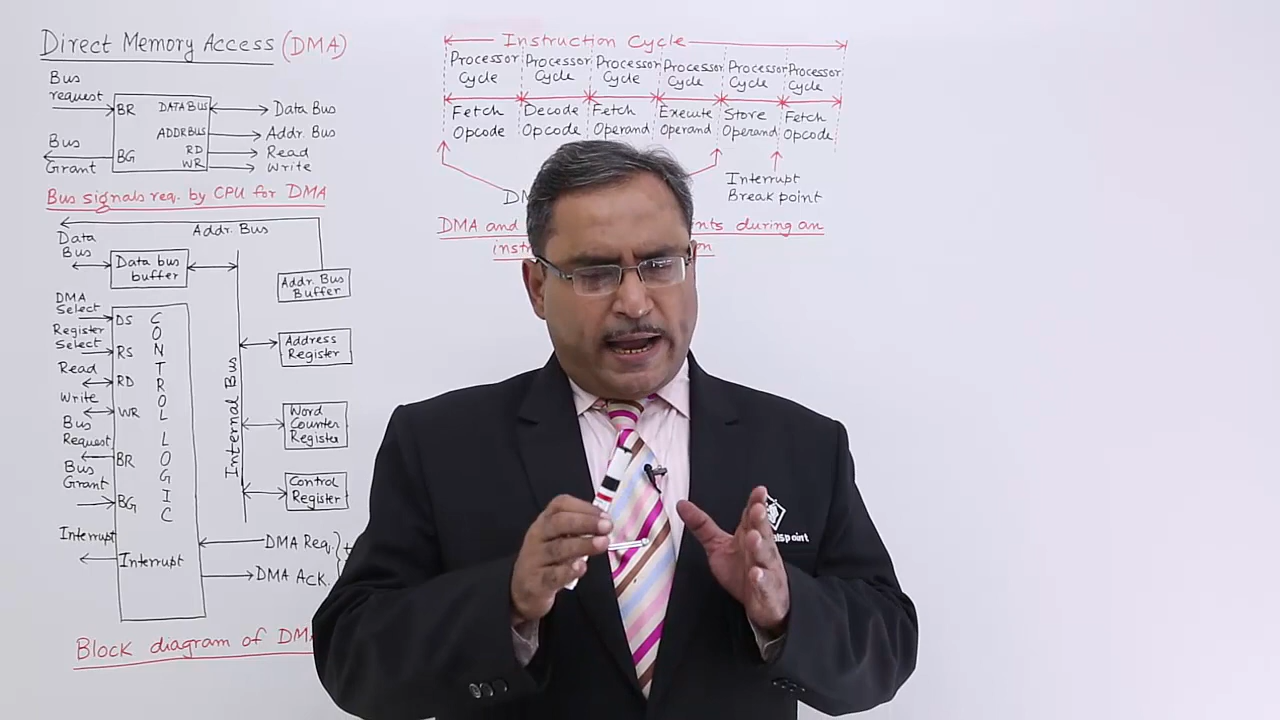 Direct Memory Access (DMA)
Bus
request
BR
DATA BUS
Data Bus
ADDR BUS
Addr. Bus
Bus
Grant
BG
RD
Read
WR
Write
Bus signals req. by CPU for DMA
Addr. Bus
Data
Bus
Data bus
buffer
Addr. Bus
Buffer
DMA
Select
DS
Register
Select
RS
Read
RD
Write
WR
Bus
Request
BR
Bus
Grant
BG
Interrupt
Interrupt
CONTROL LOGIC
Internal Bus
Address
Register
Word
Counter
Register
Control
Register
DMA Req.
DMA ACK.
Block diagram of DMA
Instruction Cycle
Processor Cycle
Processor Cycle
Processor Cycle
Processor Cycle
Processor Cycle
Processor Cycle
Fetch Opcode
Decode Opcode
Fetch Operand
Execute Operand
Store Operand
Fetch Opcode
Interrupt
Break point
DMA and
nts during an
alspoint